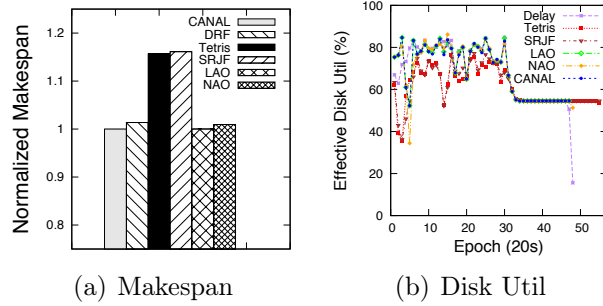 Normalized Makespan
1.2
1.1
1
0.9
0.8
CANAL
DRF
Tetris
SRJF
LAO
NAO
(a) Makespan
Effective Disk Util (%)
100
80
60
40
20
0
Delay
Tetris
SRJF
LAO
NAO
CANAL
0 10 20 30 40 50 60
Epoch (20s)
(b) Disk Util